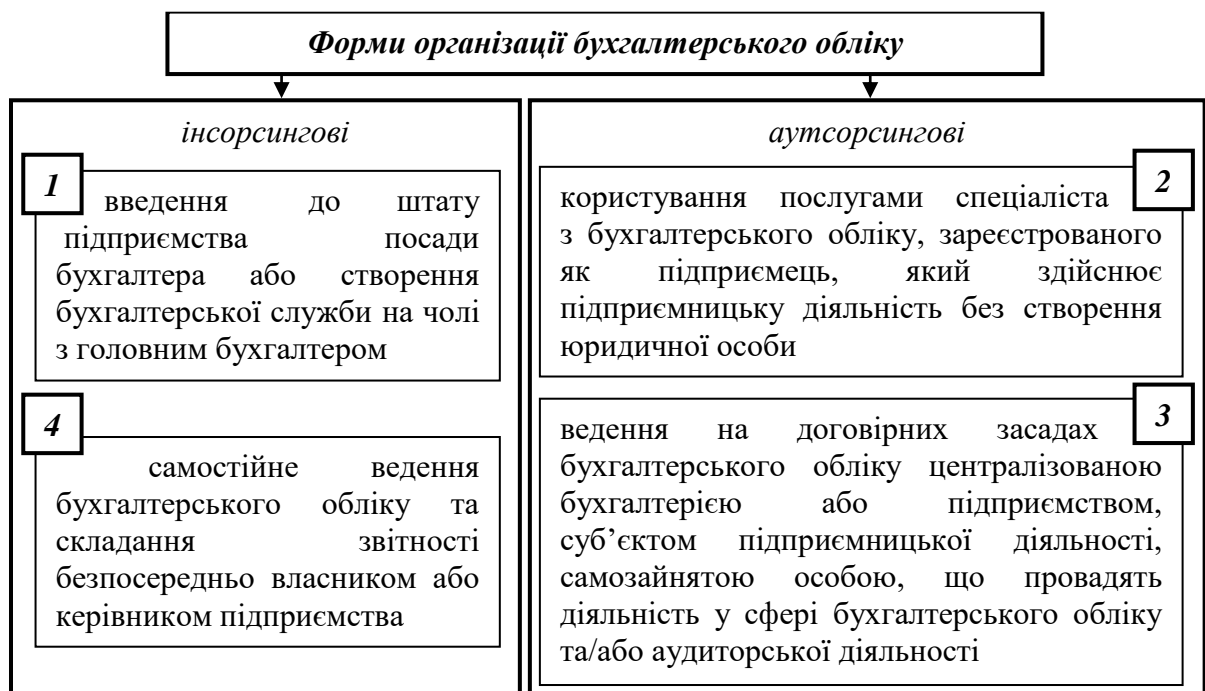 Форми організації бухгалтерського обліку
інсорсингові
1
введення до штату
підприємства посади
бухгалтера або створення
бухгалтерської служби на чолі
з головним бухгалтером
4
самостійне ведення
бухгалтерського обліку та
складання звітності
безпосередньо власником або
керівником підприємства
аутсорсингові
2
користування послугами спеціаліста
з бухгалтерського обліку, зареєстрованого
як підприємець, який здійснює
підприємницьку діяльність без створення
юридичної особи
3
ведення на договірних засадах
бухгалтерського обліку централізованою
бухгалтерією або підприємством,
суб’єктом підприємницької діяльності,
самозайнятою особою, що провадять
діяльність у сфері бухгалтерського обліку
та/або аудиторської діяльності